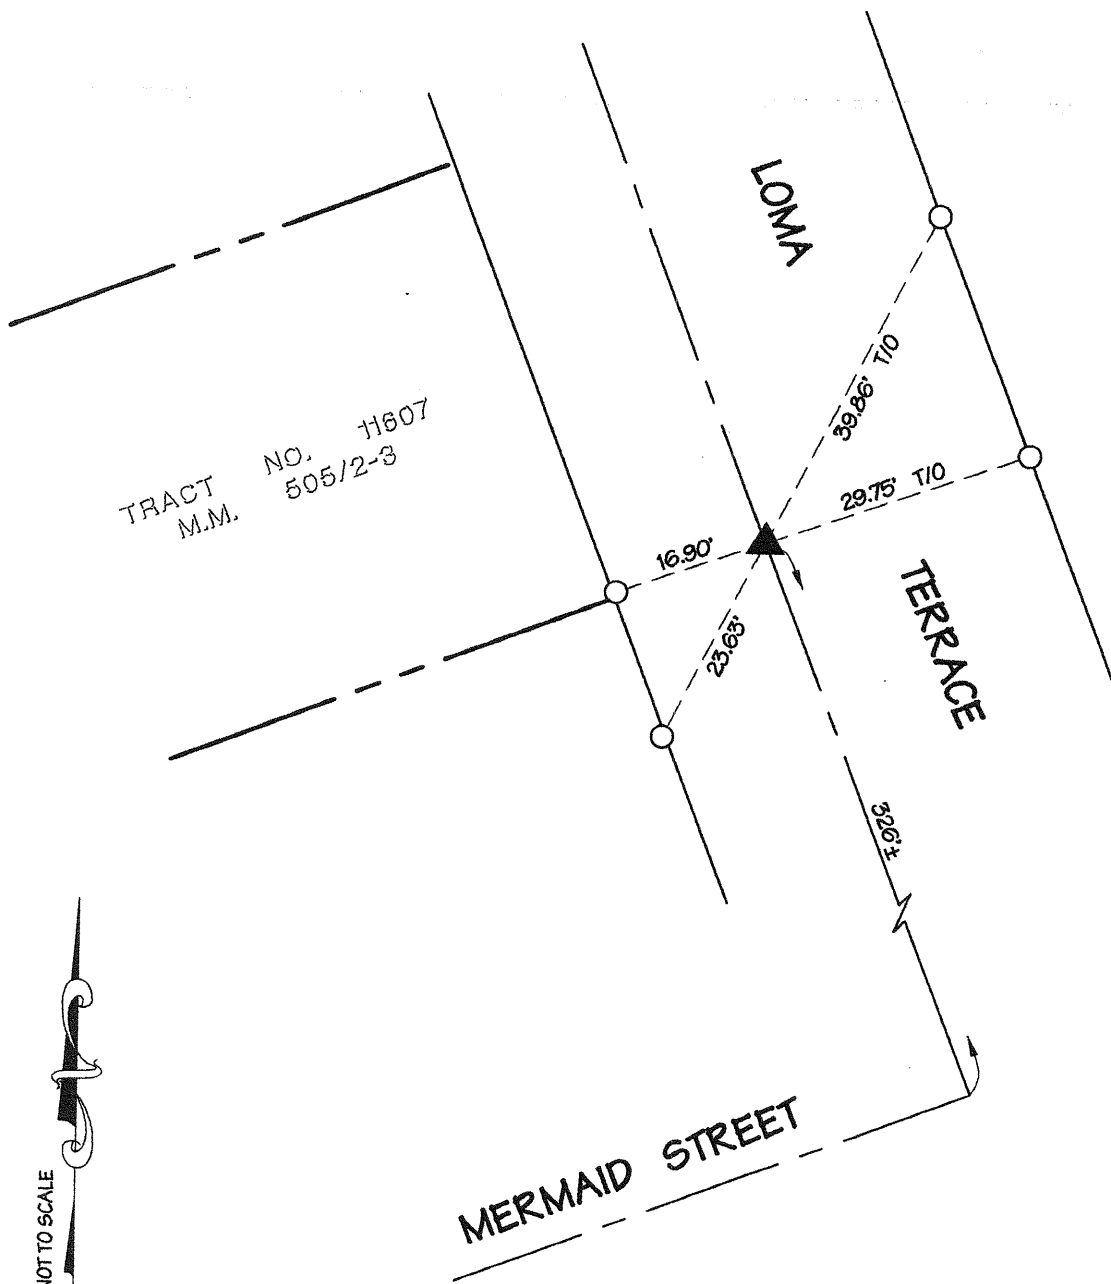 LOMA
39.86' T/O
TRACT NO. 11607
M.M. 505/2-3
29.75' T/O
16.90'
TERRACE
23.63'
326'±
MERMAID STREET
NOT TO SCALE